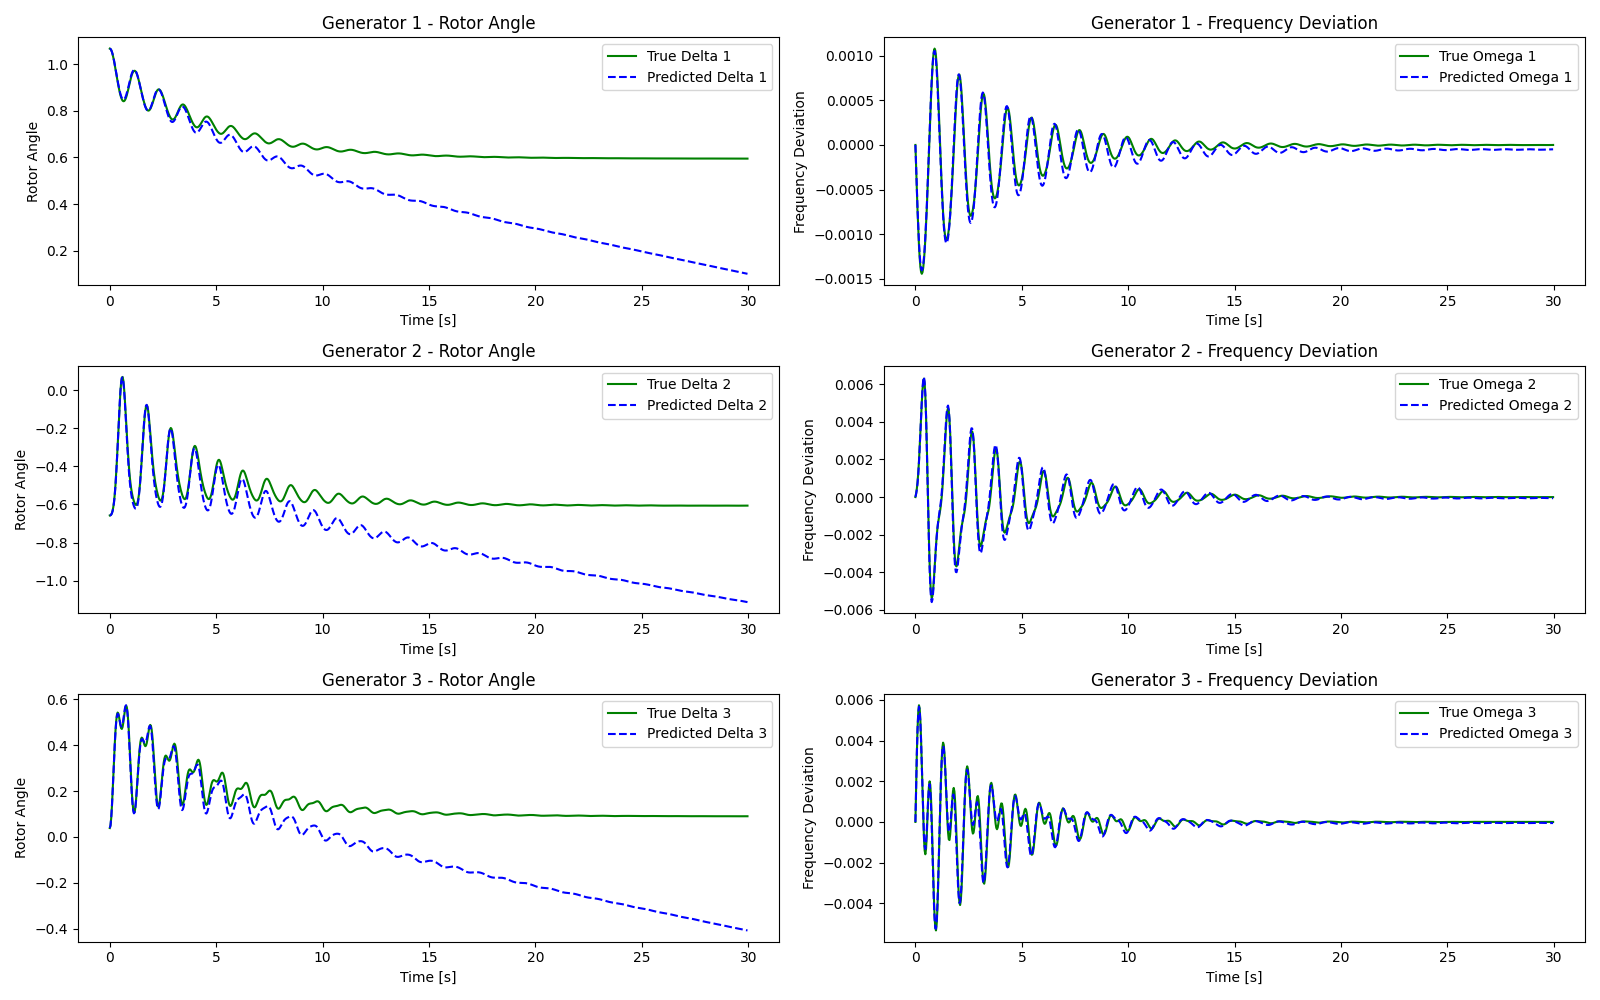 Generator 1 - Rotor Angle
Rotor Angle
1.0
0.8
0.6
0.4
0.2
True Delta 1
Predicted Delta 1
0 5 10 15 20 25 30
Time [s]
Generator 1 - Frequency Deviation
Frequency Deviation
0.0010
0.0005
0.0000
−0.0005
−0.0010
−0.0015
True Omega 1
Predicted Omega 1
0 5 10 15 20 25 30
Time [s]
Generator 2 - Rotor Angle
Rotor Angle
0.0
−0.2
−0.4
−0.6
−0.8
−1.0
True Delta 2
Predicted Delta 2
0 5 10 15 20 25 30
Time [s]
Generator 2 - Frequency Deviation
Frequency Deviation
0.006
0.004
0.002
0.000
−0.002
−0.004
−0.006
True Omega 2
Predicted Omega 2
0 5 10 15 20 25 30
Time [s]
Generator 3 - Rotor Angle
Rotor Angle
0.6
0.4
0.2
0.0
−0.2
−0.4
True Delta 3
Predicted Delta 3
0 5 10 15 20 25 30
Time [s]
Generator 3 - Frequency Deviation
Frequency Deviation
0.006
0.004
0.002
0.000
−0.002
−0.004
True Omega 3
Predicted Omega 3
0 5 10 15 20 25 30
Time [s]